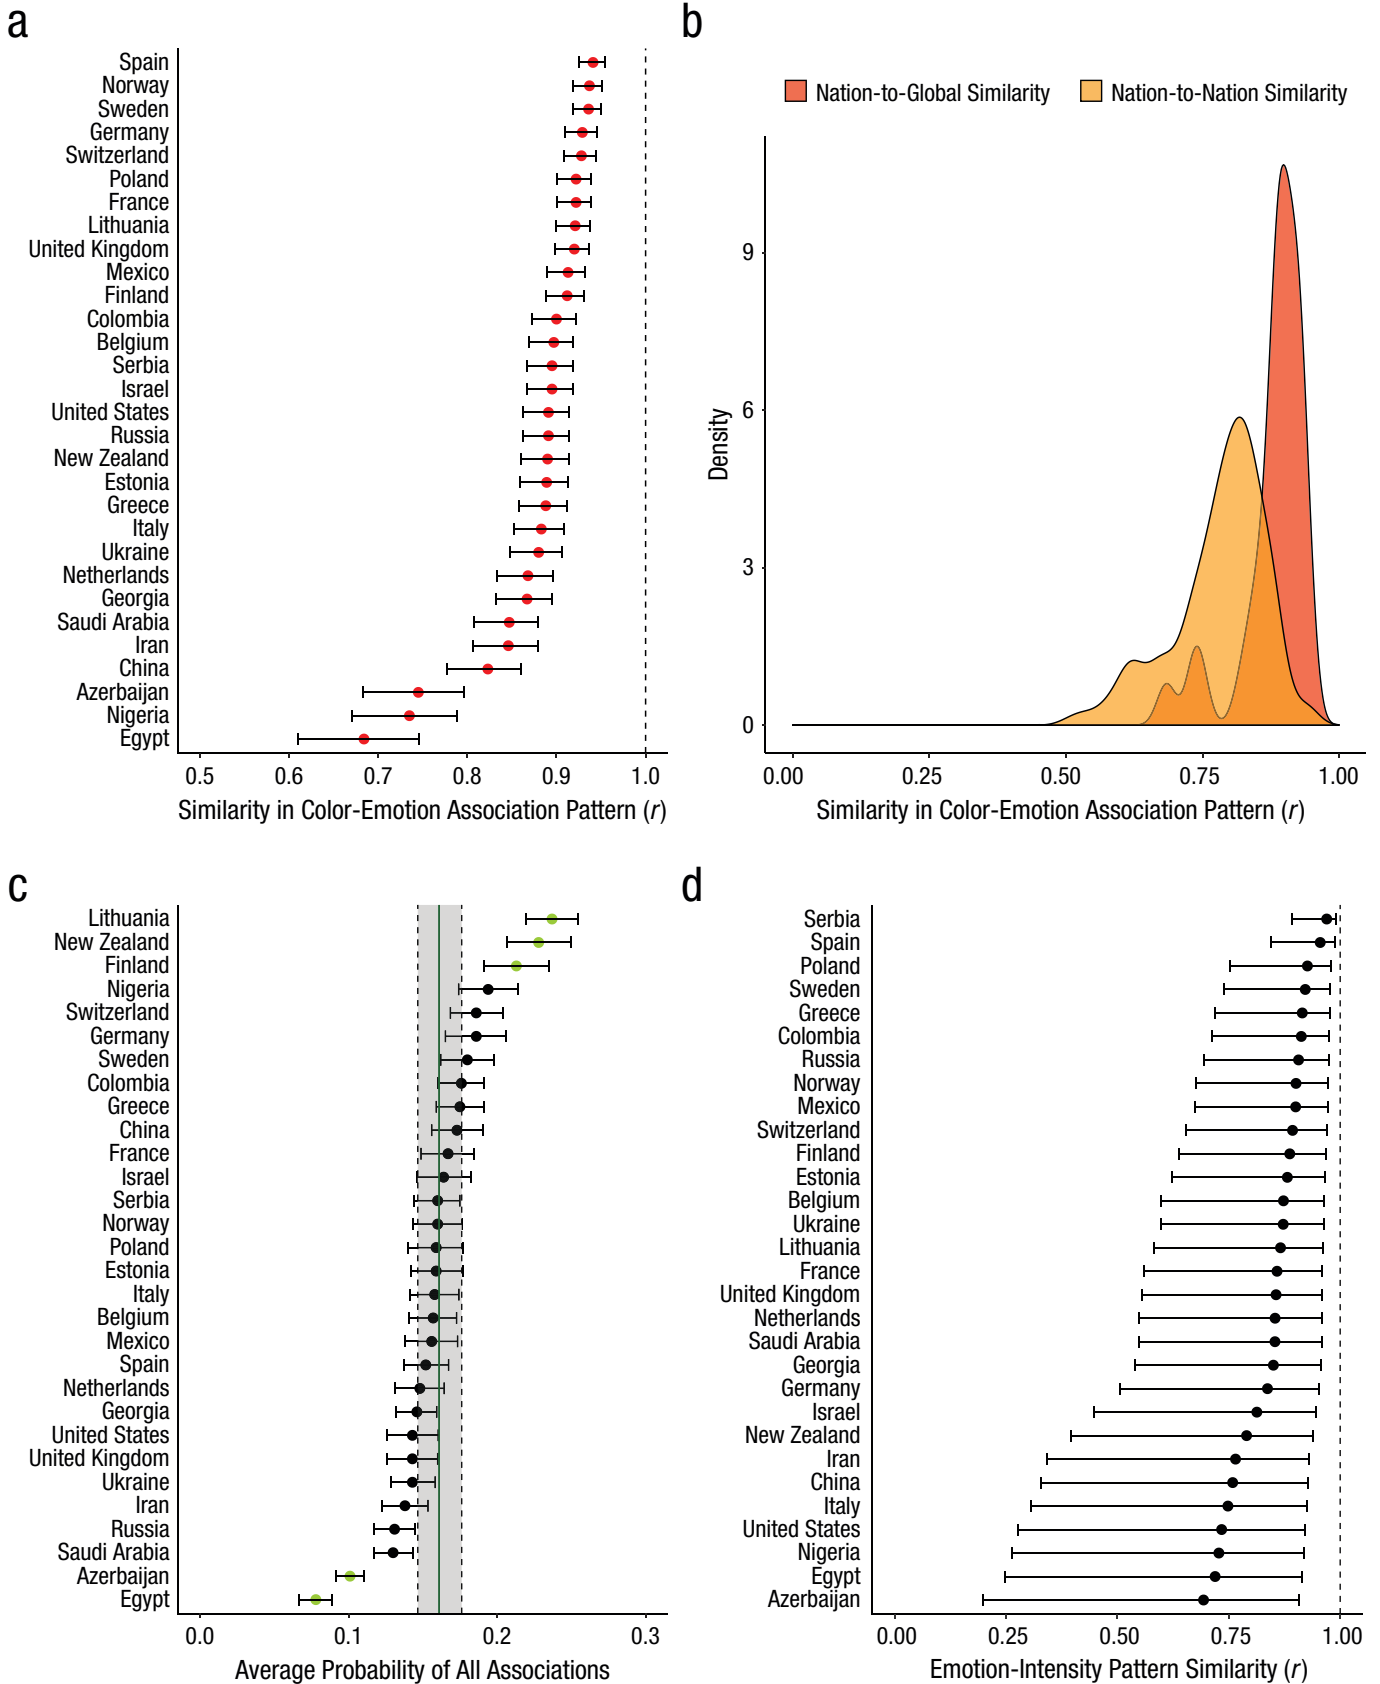 a
Spain
Norway
Sweden
Germany
Switzerland
Poland
France
Lithuania
United Kingdom
Mexico
Finland
Colombia
Belgium
Serbia
Israel
United States
Russia
New Zealand
Estonia
Greece
Italy
Ukraine
Netherlands
Georgia
Saudi Arabia
Iran
China
Azerbaijan
Nigeria
Egypt
0.5 0.6 0.7 0.8 0.9 1.0
Similarity in Color-Emotion Association Pattern (r)
b
Nation-to-Global Similarity Nation-to-Nation Similarity
Density
9
6
3
0
0.00 0.25 0.50 0.75 1.00
Similarity in Color-Emotion Association Pattern (r)
c
Lithuania
New Zealand
Finland
Nigeria
Switzerland
Germany
Sweden
Colombia
Greece
China
France
Israel
Serbia
Norway
Poland
Estonia
Italy
Belgium
Mexico
Spain
Netherlands
Georgia
United States
United Kingdom
Ukraine
Iran
Russia
Saudi Arabia
Azerbaijan
Egypt
0.0 0.1 0.2 0.3
Average Probability of All Associations
d
Serbia
Spain
Poland
Sweden
Greece
Colombia
Russia
Norway
Mexico
Switzerland
Finland
Estonia
Belgium
Ukraine
Lithuania
France
United Kingdom
Netherlands
Saudi Arabia
Georgia
Germany
Israel
New Zealand
Iran
China
Italy
United States
Nigeria
Egypt
Azerbaijan
0.00 0.25 0.50 0.75 1.00
Emotion-Intensity Pattern Similarity (r)